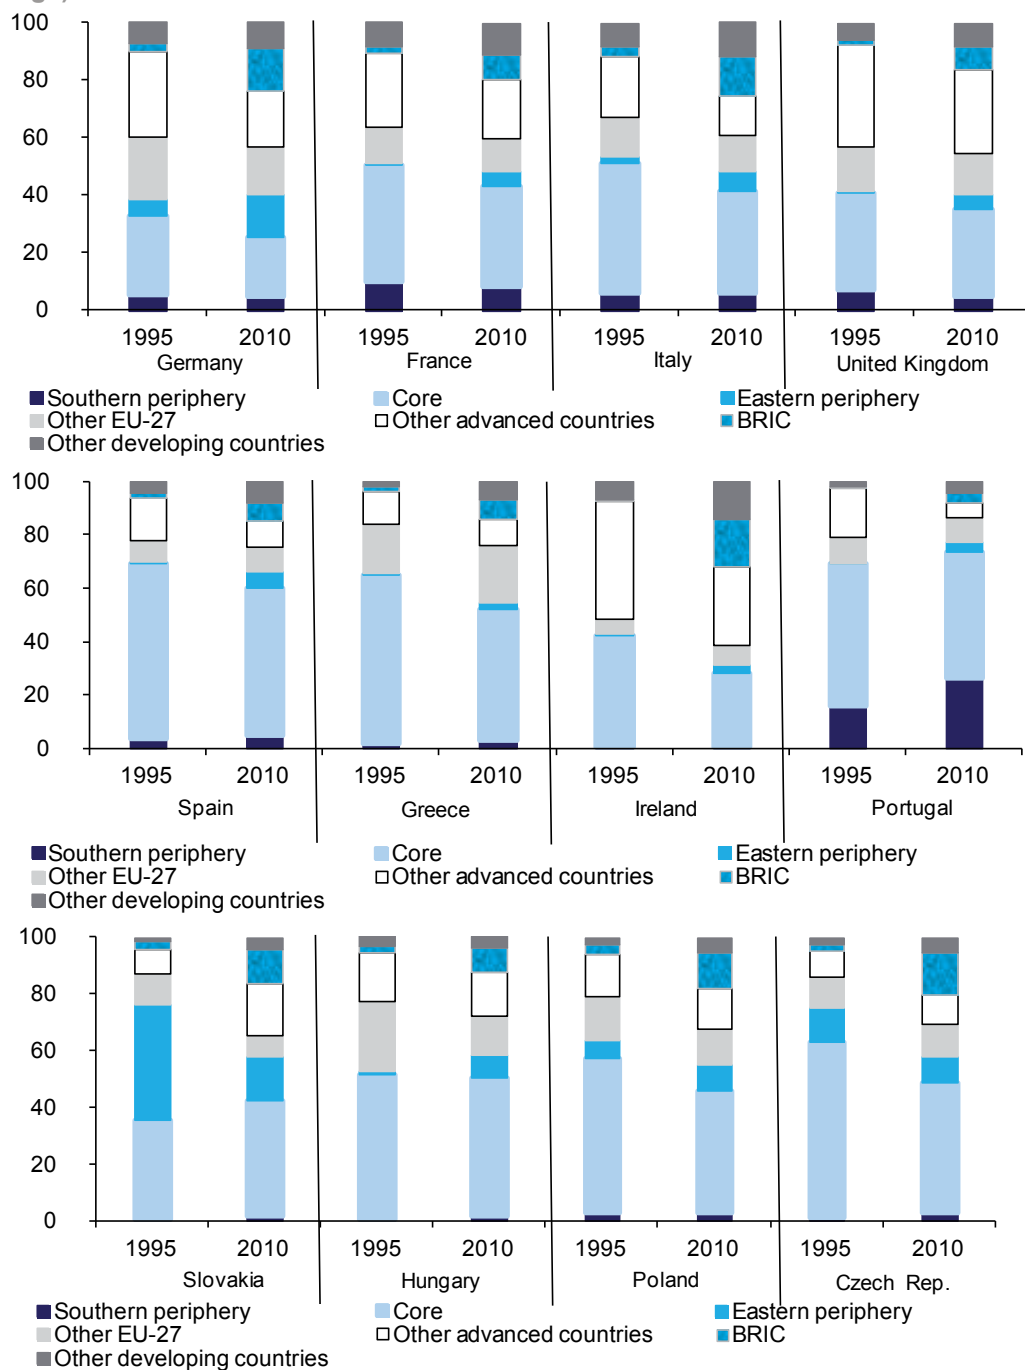 100
80
60
40
20
0
1995 2010 1995 2010 1995 2010 1995 2010
Germany France Italy United Kingdom
Southern periphery Core Eastern periphery
Other EU-27 Other advanced countries BRIC
Other developing countries
100
80
60
40
20
0
1995 2010 1995 2010 1995 2010 1995 2010
Spain Greece Ireland Portugal
Southern periphery Core Eastern periphery
Other EU-27 Other advanced countries BRIC
Other developing countries
100
80
60
40
20
0
1995 2010 1995 2010 1995 2010 1995 2010
Slovakia Hungary Poland Czech Rep.
Southern periphery Core Eastern periphery
Other EU-27 Other advanced countries BRIC
Other developing countries